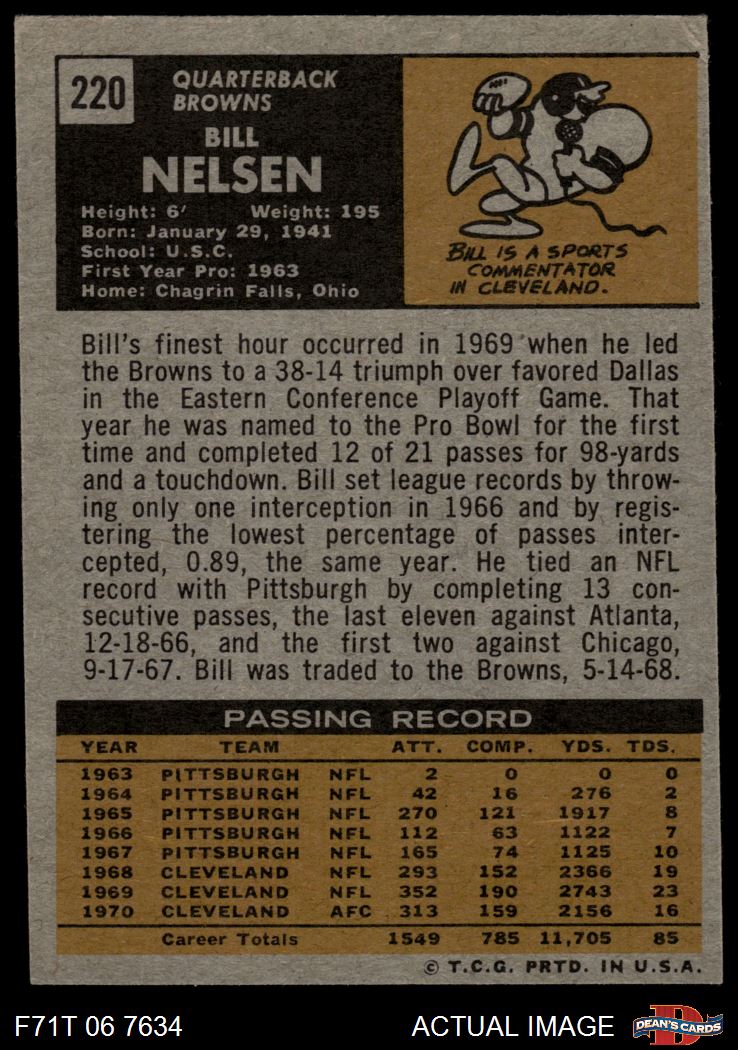 220
QUARTERBACK
BROWNS
BILL
NELSEN
Height: 6' Weight: 195
Born: January 29, 1941
School: U.S.C.
First Year Pro: 1963
Home: Chagrin Falls, Ohio
BILL IS A SPORTS
COMMENTATOR
IN CLEVELAND.
Bill's finest hour occurred in 1969 when he led
the Browns to a 38-14 triumph over favored Dallas
in the Eastern Conference Playoff Game. That
year he was named to the Pro Bowl for the first
time and completed 12 of 21 passes for 98-yards
and a touchdown. Bill set league records by throw-
ing only one interception in 1966 and by regis-
tering the lowest percentage of passes inter-
cepted, 0.89, the same year. He tied an NFL
record with Pittsburgh by completing 13 con-
secutive passes, the last eleven against Atlanta,
12-18-66, and the first two against Chicago,
9-17-67. Bill was traded to the Browns, 5-14-68.
PASSING RECORD
YEAR TEAM ATT. COMP. YDS. TDS.
1963 PITTSBURGH NFL 2 0 0 0
1964 PITTSBURGH NFL 42 16 276 2
1965 PITTSBURGH NFL 270 121 1917 8
1966 PITTSBURGH NFL 112 63 1122 7
1967 PITTSBURGH NFL 165 74 1125 10
1968 CLEVELAND NFL 293 152 2366 19
1969 CLEVELAND NFL 352 190 2743 23
1970 CLEVELAND AFC 313 159 2156 16
Career Totals 1549 785 11,705 85
© T.C.G. PRTD. IN U.S.A.
F71T 06 7634 ACTUAL IMAGE D DEAN'S CARDS